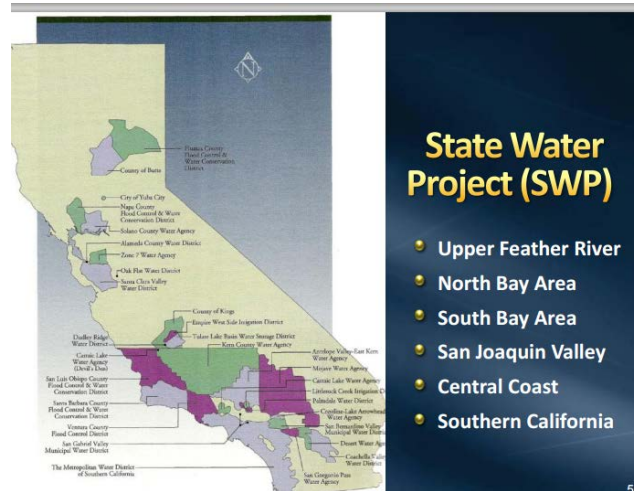 N
Plumas County
Flood Control &
Water Conservation
District
County of Butte
City of Yuba City
Napa County
Flood Control & Water
Conservation District
Solano County Water Agency
Alameda County Water District
Zone 7 Water Agency
Oak Flat Water District
Santa Clara Valley
Water District
County of Kings
Empire West Side Irrigation District
Dudley Ridge
Water District
Tulare Lake Basin Water Storage District
Kern County Water Agency
Castaic Lake
Water Agency
(Devil's Den)
Antelope Valley-East Kern
Water Agency
Mojave Water Agency
San Luis Obispo County
Flood Control & Water
Conservation District
Castaic Lake Water Agency
Littlerock Creek Irrigation
Palmdale Water District
Santa Barbara County
Flood Control & Water
Conservation District
Crestline-Lake Arrowhead
Water Agency
Ventura County
Flood Control District
San Bernardino Valley
Municipal Water
San Gabriel Valley
Municipal Water District
Desert Water
Coachella
Water District
The Metropolitan Water District
of Southern California
San Gorgonio Pass
Water Agency
State Water
Project (SWP)
Upper Feather River
North Bay Area
South Bay Area
San Joaquin Valley
Central Coast
Southern California
5